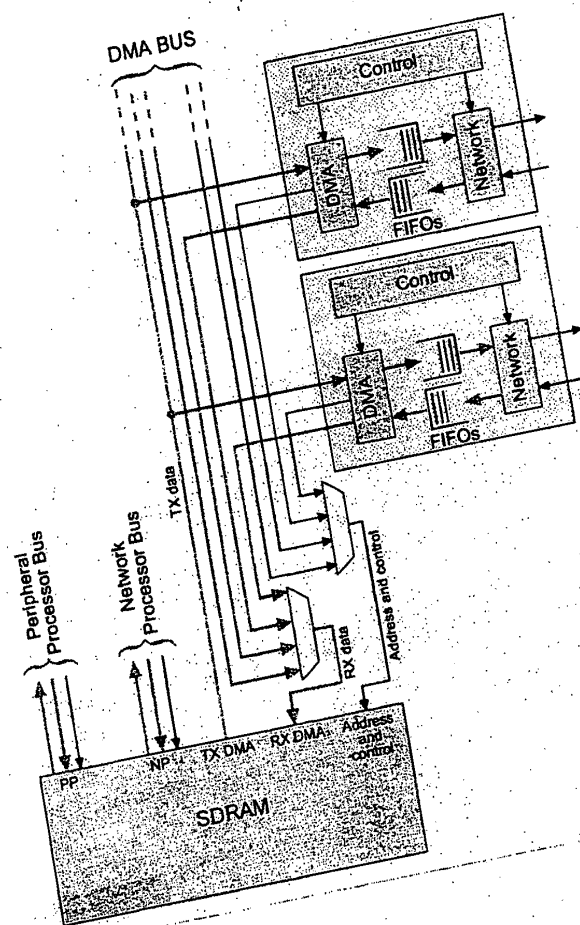 DMA BUS
Control
DMA
FIFOs
Network
Control
DMA
FIFOs
Network
TX data
Peripheral
Processor Bus
Network
Processor Bus
RX data
Address and control
PP
NP
TX DMA
RX DMA
Address
and
control
SDRAM